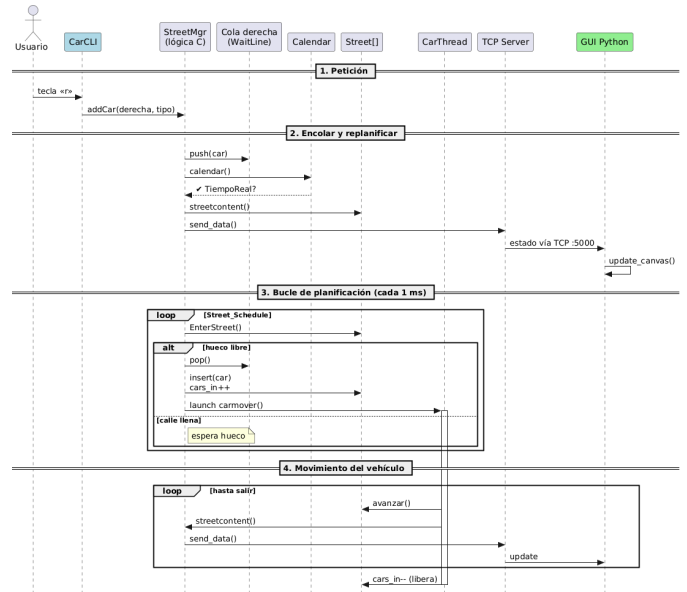 Usuario
CarCLI
StreetMgr
(lógica C)
Cola derecha
(WaitLine)
Calendar
Street[]
CarThread
TCP Server
GUI Python
1. Petición
tecla «r»
addCar(derecha, tipo)
2. Encolar y replanificar
push(car)
calendar()
✔ TiempoReal?
streetcontent()
send_data()
estado vía TCP :5000
update_canvas()
3. Bucle de planificación (cada 1 ms)
loop [Street_Schedule]
EnterStreet()
alt [hueco libre]
pop()
insert(car)
cars_in++
launch carmover()
[calle llena]
espera hueco
4. Movimiento del vehículo
loop [hasta salir]
avanzar()
streetcontent()
send_data()
update
cars_in-- (libera)